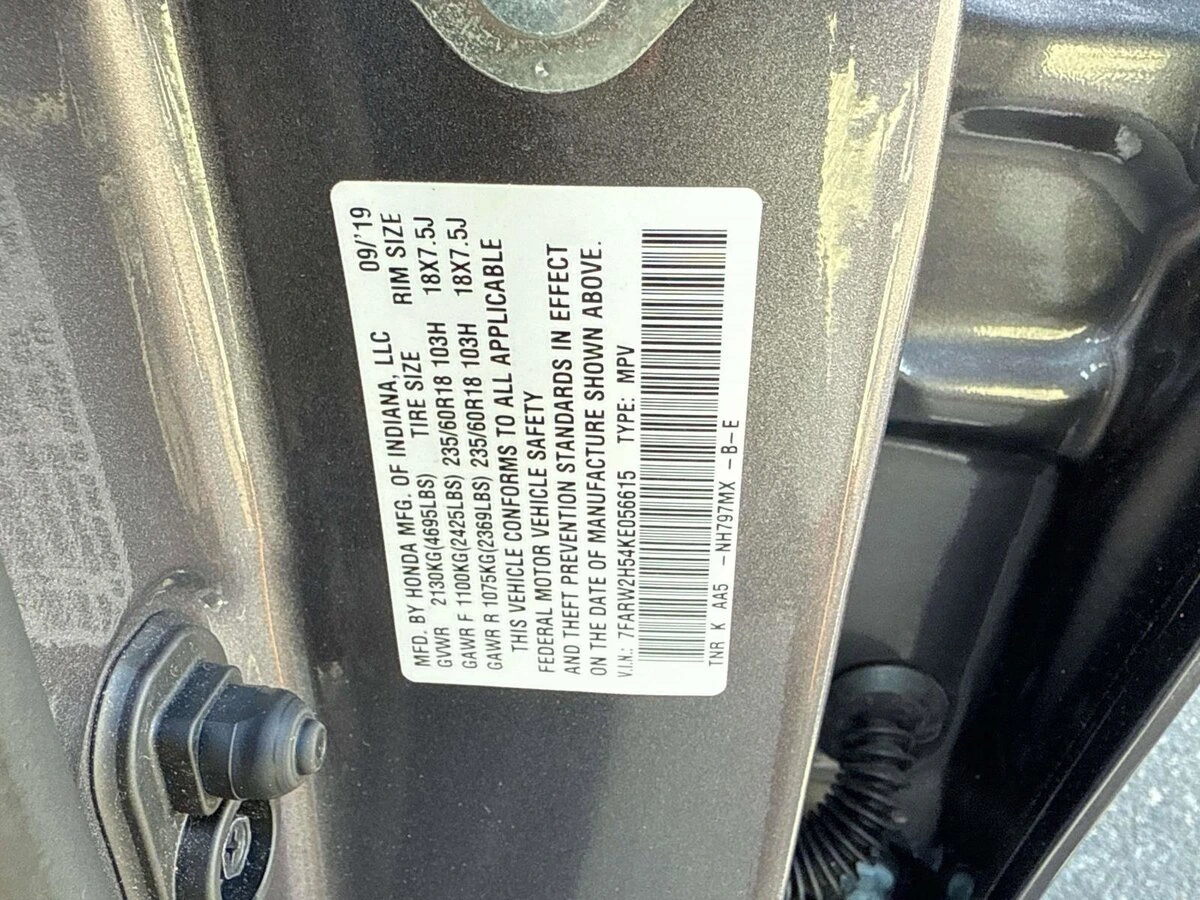 MFD. BY HONDA MFG. OF INDIANA, LLC 09/'19
GVWR 2130KG(4695LBS) TIRE SIZE RIM SIZE
GAWR F 1100KG(2425LBS) 235/60R18 103H 18X7.5J
GAWR R 1075KG(2369LBS) 235/60R18 103H 18X7.5J
THIS VEHICLE CONFORMS TO ALL APPLICABLE
FEDERAL MOTOR VEHICLE SAFETY
AND THEFT PREVENTION STANDARDS IN EFFECT
ON THE DATE OF MANUFACTURE SHOWN ABOVE.
V.I.N.: 7FARW2H54KE056615 TYPE: MPV
TNR K AA5 -NH797MX -B-E